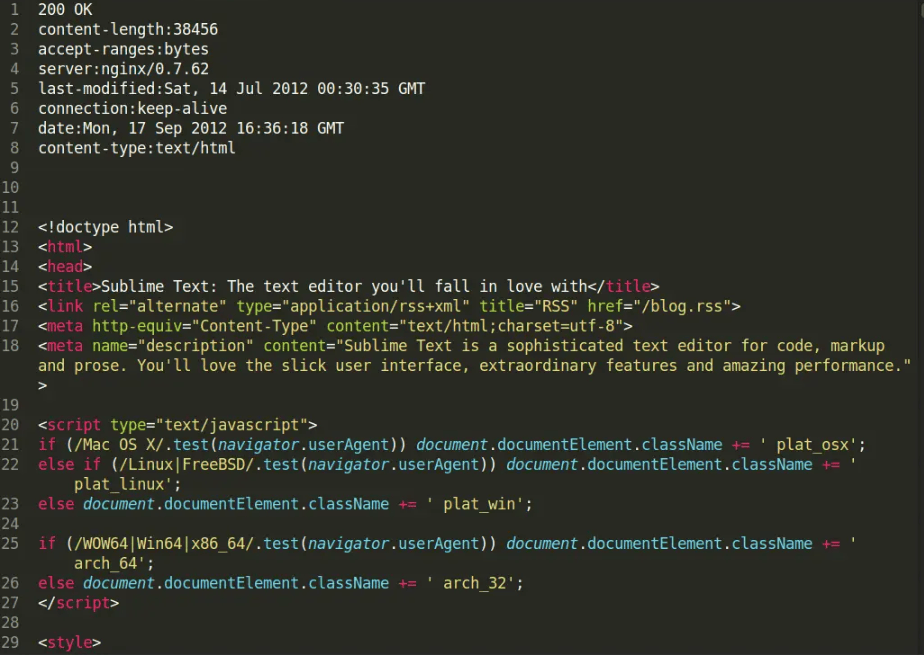 1 200 OK
2 content-length:38456
3 accept-ranges:bytes
4 server:nginx/0.7.62
5 last-modified:Sat, 14 Jul 2012 00:30:35 GMT
6 connection:keep-alive
7 date:Mon, 17 Sep 2012 16:36:18 GMT
8 content-type:text/html
9
10
11
12 <!doctype html>
13 <html>
14 <head>
15 <title>Sublime Text: The text editor you'll fall in love with</title>
16 <link rel="alternate" type="application/rss+xml" title="RSS" href="/blog.rss">
17 <meta http-equiv="Content-Type" content="text/html;charset=utf-8">
18 <meta name="description" content="Sublime Text is a sophisticated text editor for code, markup
and prose. You'll love the slick user interface, extraordinary features and amazing performance."
>
19
20 <script type="text/javascript">
21 if (/Mac OS X/.test(navigator.userAgent)) document.documentElement.className += ' plat_osx';
22 else if (/Linux|FreeBSD/.test(navigator.userAgent)) document.documentElement.className += '
plat_linux';
23 else document.documentElement.className += ' plat_win';
24
25 if (/WOW64|Win64|x86_64/.test(navigator.userAgent)) document.documentElement.className += '
arch_64';
26 else document.documentElement.className += ' arch_32';
27 </script>
28
29 <style>